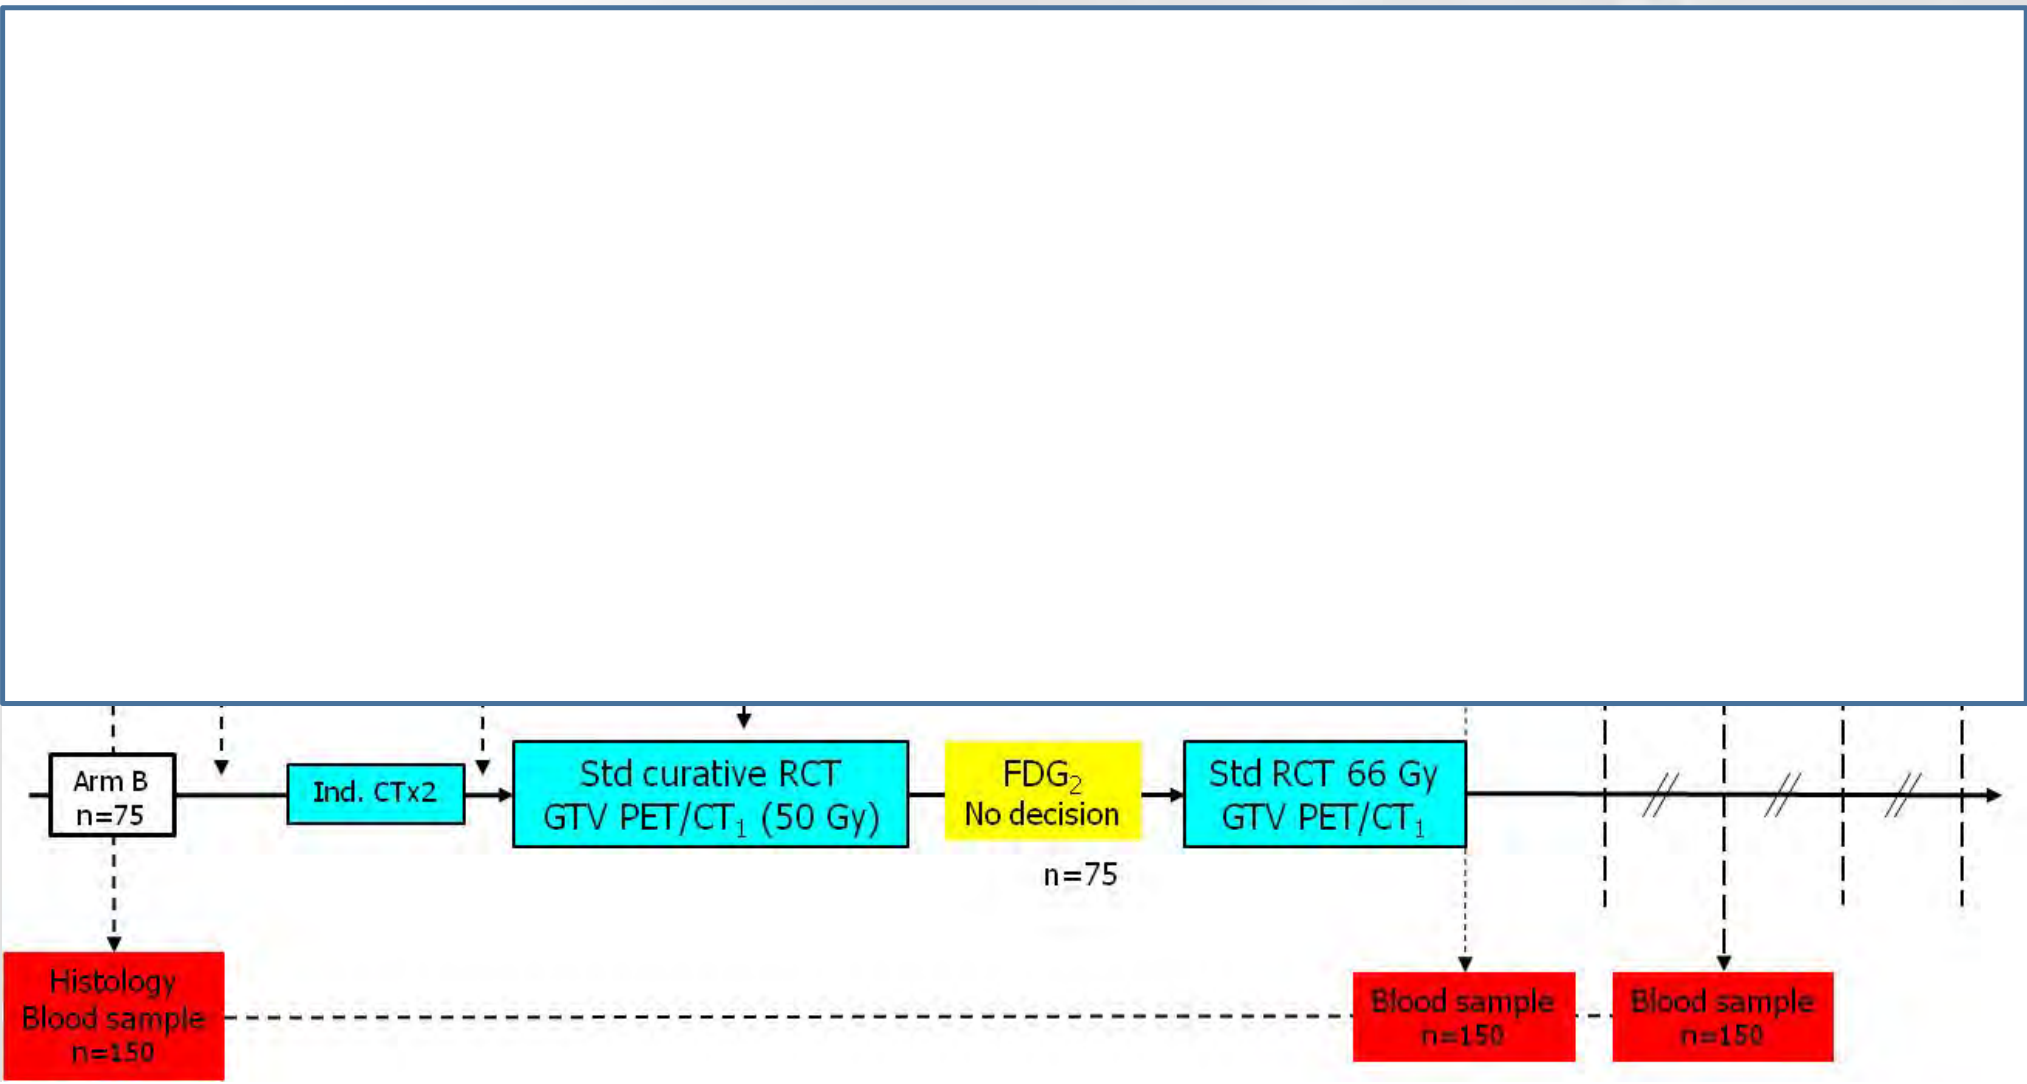 Arm B
n=75
Ind. CTx2
Std curative RCT
GTV PET/CT₁ (50 Gy)
FDG₂
No decision
n=75
Std RCT 66 Gy
GTV PET/CT₁
Histology
Blood sample
n=150
Blood sample
n=150
Blood sample
n=150